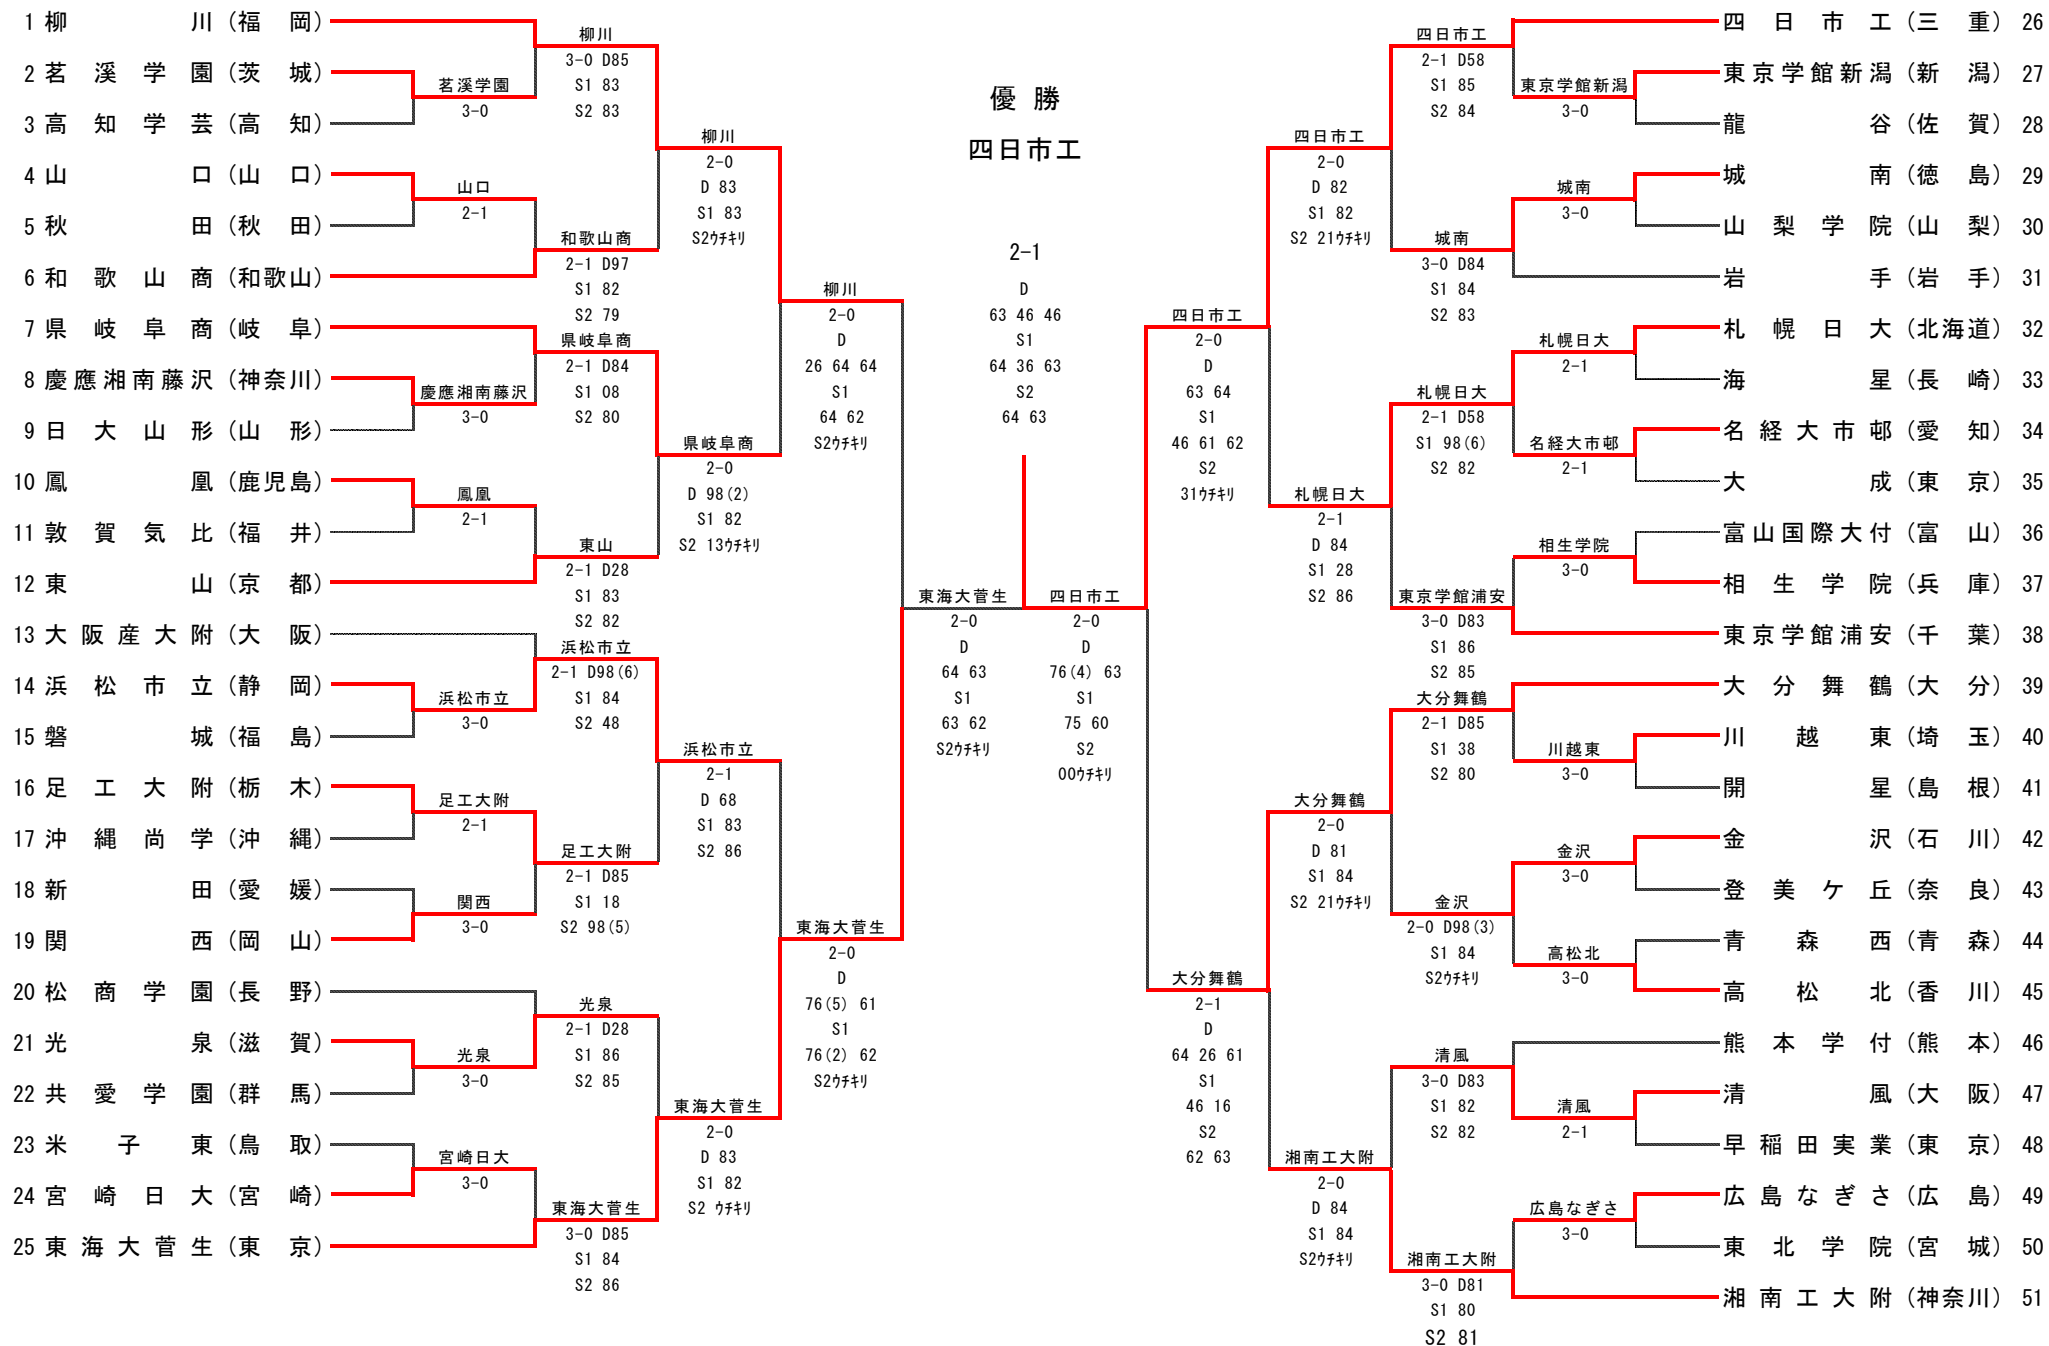 1 柳川（福岡）
2 茗溪学園（茨城）
3 高知学芸（高知）
4 山口（山口）
5 秋田（秋田）
6 和歌山商（和歌山）
7 県岐阜商（岐阜）
8 慶應湘南藤沢（神奈川）
9 日大山形（山形）
10 鳳凰（鹿児島）
11 敦賀気比（福井）
12 東山（京都）
13 大阪産大附（大阪）
14 浜松市立（静岡）
15 磐城（福島）
16 足工大附（栃木）
17 沖縄尚学（沖縄）
18 新田（愛媛）
19 関西（岡山）
20 松商学園（長野）
21 光泉（滋賀）
22 共愛学園（群馬）
23 米子東（鳥取）
24 宮崎日大（宮崎）
25 東海大菅生（東京）
茗溪学園
3-0
山口
2-1
慶應湘南藤沢
3-0
鳳凰
2-1
浜松市立
3-0
足工大附
2-1
関西
3-0
光泉
3-0
宮崎日大
3-0
柳川
3-0 D85
S1 83
S2 83
和歌山商
2-1 D97
S1 82
S2 79
県岐阜商
2-1 D84
S1 08
S2 80
東山
2-1 D28
S1 83
S2 82
浜松市立
2-1 D98(6)
S1 84
S2 48
足工大附
2-1 D85
S1 18
S2 98(5)
光泉
2-1 D28
S1 86
S2 85
東海大菅生
3-0 D85
S1 84
S2 86
柳川
2-0
D 83
S1 83
S2ｳﾁｷﾘ
県岐阜商
2-0
D 98(2)
S1 82
S2 13ｳﾁｷﾘ
浜松市立
2-1
D 68
S1 83
S2 86
東海大菅生
2-0
D 83
S1 82
S2 ｳﾁｷﾘ
柳川
2-0
D
26 64 64
S1
64 62
S2ｳﾁｷﾘ
東海大菅生
2-0
D
76(5) 61
S1
76(2) 62
S2ｳﾁｷﾘ
東海大菅生
2-0
D
64 63
S1
63 62
S2ｳﾁｷﾘ
優勝
四日市工
2-1
D
63 46 46
S1
64 36 63
S2
64 63
四日市工
2-0
D
76(4) 63
S1
75 60
S2
00ｳﾁｷﾘ
四日市工
2-0
D
63 64
S1
46 61 62
S2
31ｳﾁｷﾘ
大分舞鶴
2-1
D
64 26 61
S1
46 16
S2
62 63
四日市工
2-0
D 82
S1 82
S2 21ｳﾁｷﾘ
札幌日大
2-1
D 84
S1 28
S2 86
大分舞鶴
2-0
D 81
S1 84
S2 21ｳﾁｷﾘ
湘南工大附
2-0
D 84
S1 84
S2ｳﾁｷﾘ
四日市工
2-1 D58
S1 85
S2 84
城南
3-0 D84
S1 84
S2 83
札幌日大
2-1 D58
S1 98(6)
S2 82
東京学館浦安
3-0 D83
S1 86
S2 85
大分舞鶴
2-1 D85
S1 38
S2 80
金沢
2-0 D98(3)
S1 84
S2ｳﾁｷﾘ
清風
3-0 D83
S1 82
S2 82
湘南工大附
3-0 D81
S1 80
S2 81
東京学館新潟
3-0
城南
3-0
札幌日大
2-1
名経大市邨
2-1
相生学院
3-0
川越東
3-0
金沢
3-0
高松北
3-0
清風
2-1
広島なぎさ
3-0
四日市工（三重） 26
東京学館新潟（新潟） 27
龍谷（佐賀） 28
城南（徳島） 29
山梨学院（山梨） 30
岩手（岩手） 31
札幌日大（北海道） 32
海星（長崎） 33
名経大市邨（愛知） 34
大成（東京） 35
富山国際大付（富山） 36
相生学院（兵庫） 37
東京学館浦安（千葉） 38
大分舞鶴（大分） 39
川越東（埼玉） 40
開星（島根） 41
金沢（石川） 42
登美ケ丘（奈良） 43
青森西（青森） 44
高松北（香川） 45
熊本学付（熊本） 46
清風（大阪） 47
早稲田実業（東京） 48
広島なぎさ（広島） 49
東北学院（宮城） 50
湘南工大附（神奈川） 51